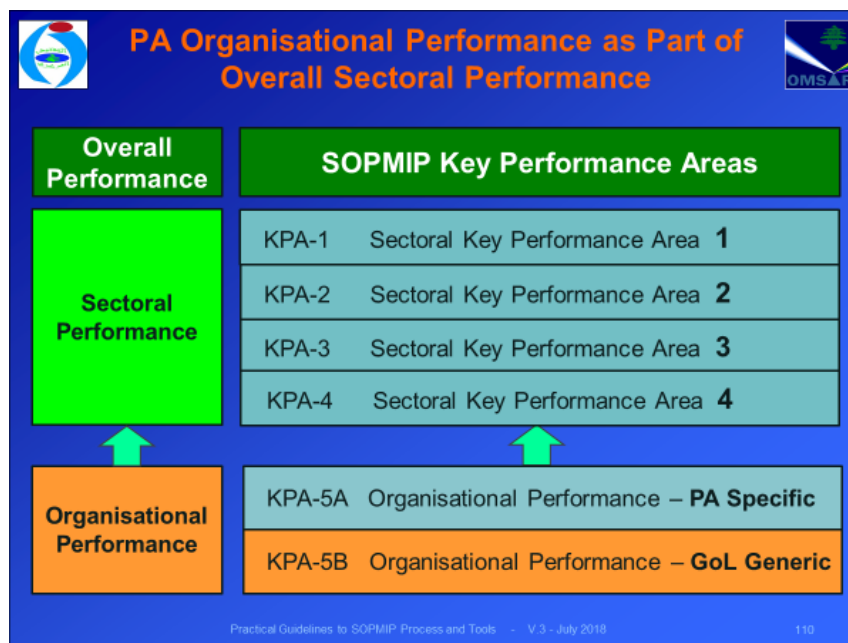 PA Organisational Performance as Part of
Overall Sectoral Performance
OMSAR
Overall
Performance
SOPMIP Key Performance Areas
Sectoral
Performance
KPA-1 Sectoral Key Performance Area 1
KPA-2 Sectoral Key Performance Area 2
KPA-3 Sectoral Key Performance Area 3
KPA-4 Sectoral Key Performance Area 4
Organisational
Performance
KPA-5A Organisational Performance – PA Specific
KPA-5B Organisational Performance – GoL Generic
Practical Guidelines to SOPMIP Process and Tools - V.3 - July 2018
110